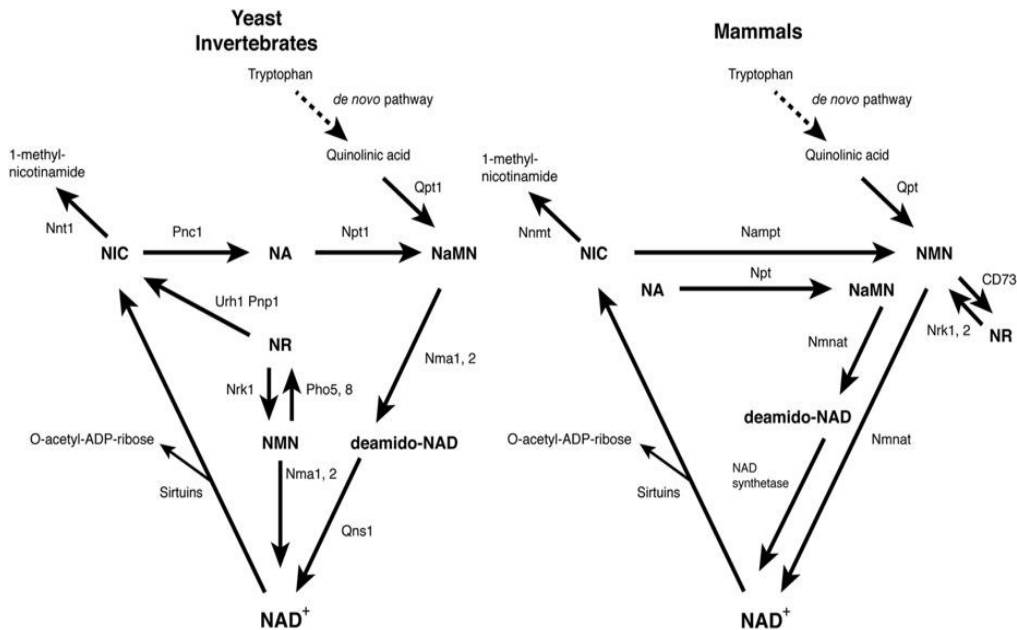 Yeast
Invertebrates
Tryptophan
de novo pathway
Quinolinic acid
1-methyl-
nicotinamide
Qpt1
Nnt1
Pnc1
Npt1
NIC
NA
NaMN
Urh1 Pnp1
NR
Nma1, 2
Nrk1
Pho5, 8
O-acetyl-ADP-ribose
NMN
deamido-NAD
Nma1, 2
Sirtuins
Qns1
NAD+
Mammals
Tryptophan
de novo pathway
Quinolinic acid
1-methyl-
nicotinamide
Qpt
Nnmt
Nampt
NIC
NMN
Npt
CD73
NA
NaMN
Nrk1, 2
NR
Nmnat
deamido-NAD
O-acetyl-ADP-ribose
Nmnat
NAD
synthetase
Sirtuins
NAD+